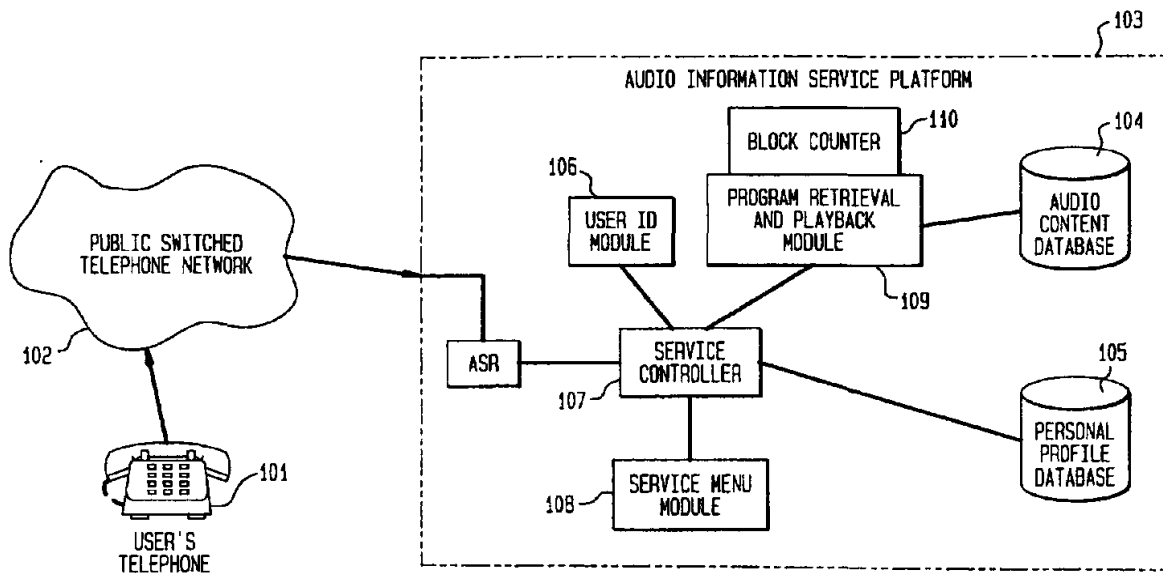 103
AUDIO INFORMATION SERVICE PLATFORM
BLOCK COUNTER
110
104
106
USER ID
MODULE
PROGRAM RETRIEVAL
AND PLAYBACK
MODULE
AUDIO
CONTENT
DATABASE
PUBLIC SWITCHED
TELEPHONE NETWORK
109
102
ASR
SERVICE
CONTROLLER
107
105
PERSONAL
PROFILE
DATABASE
101
USER'S
TELEPHONE
108
SERVICE MENU
MODULE